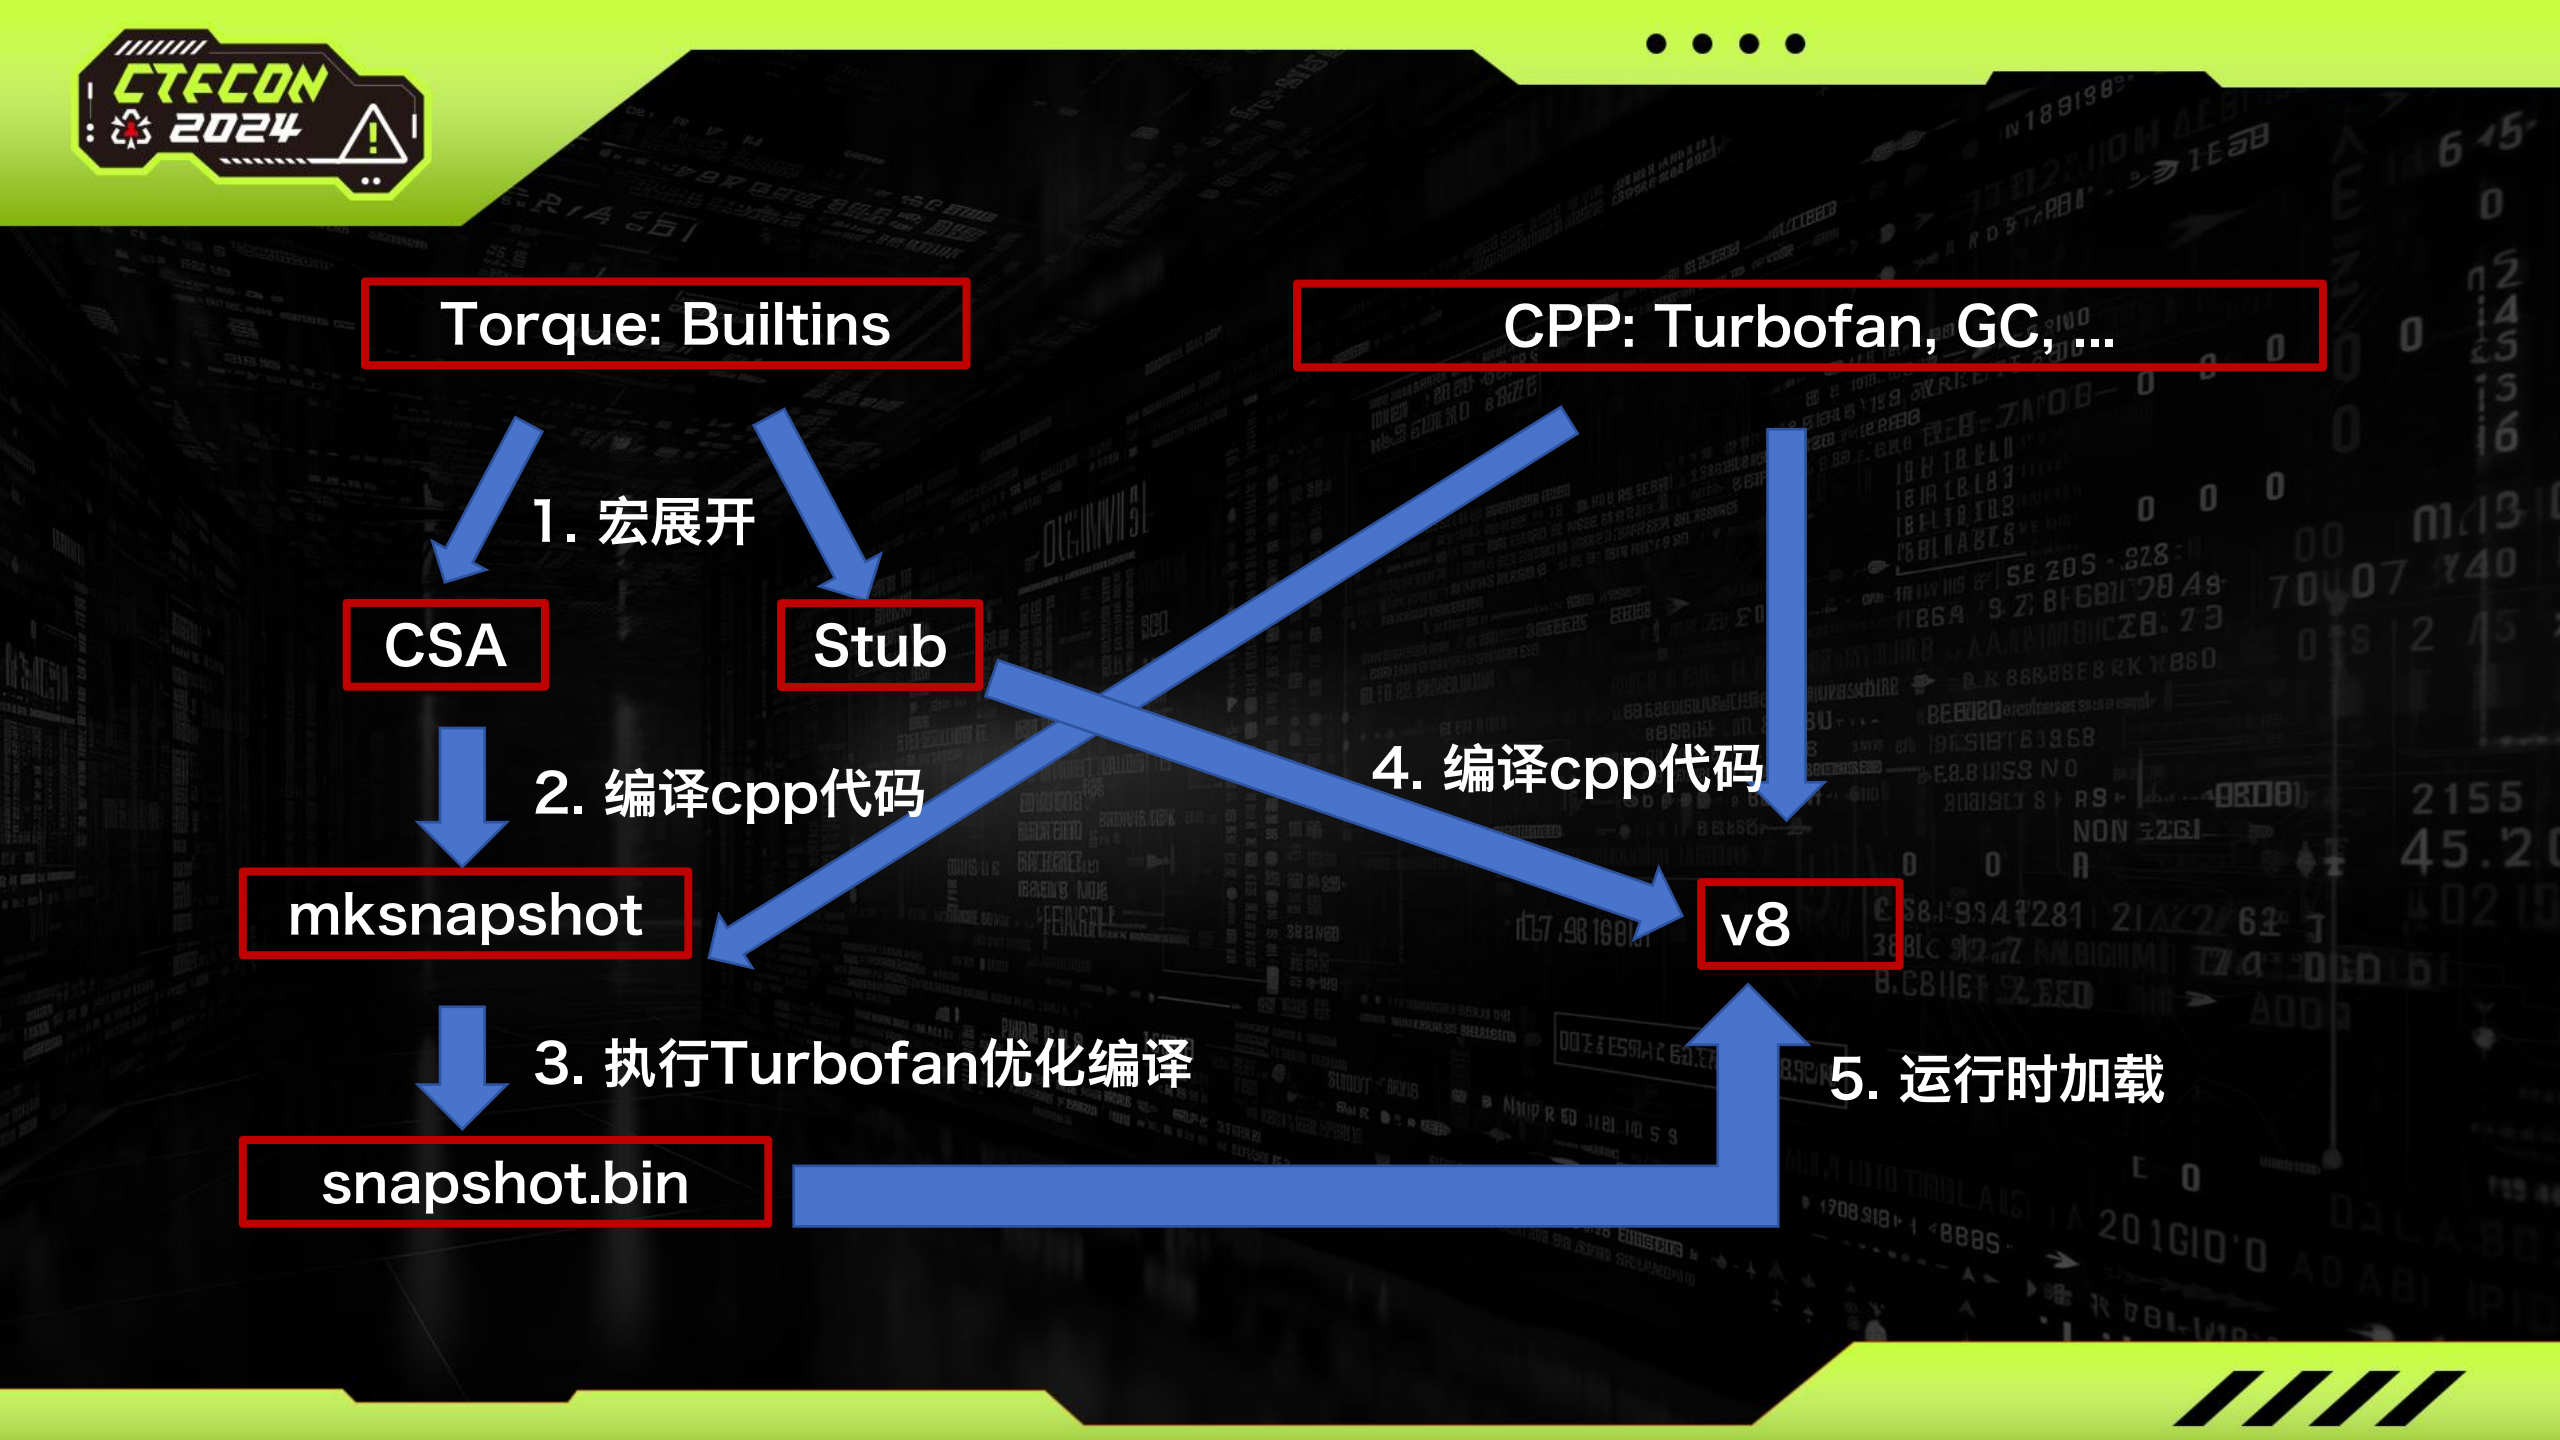 CTFCON
2024
Torque: Builtins
CPP: Turbofan, GC, ...
1. 宏展开
CSA
Stub
2. 编译cpp代码
4. 编译cpp代码
mksnapshot
v8
3. 执行Turbofan优化编译
5. 运行时加载
snapshot.bin